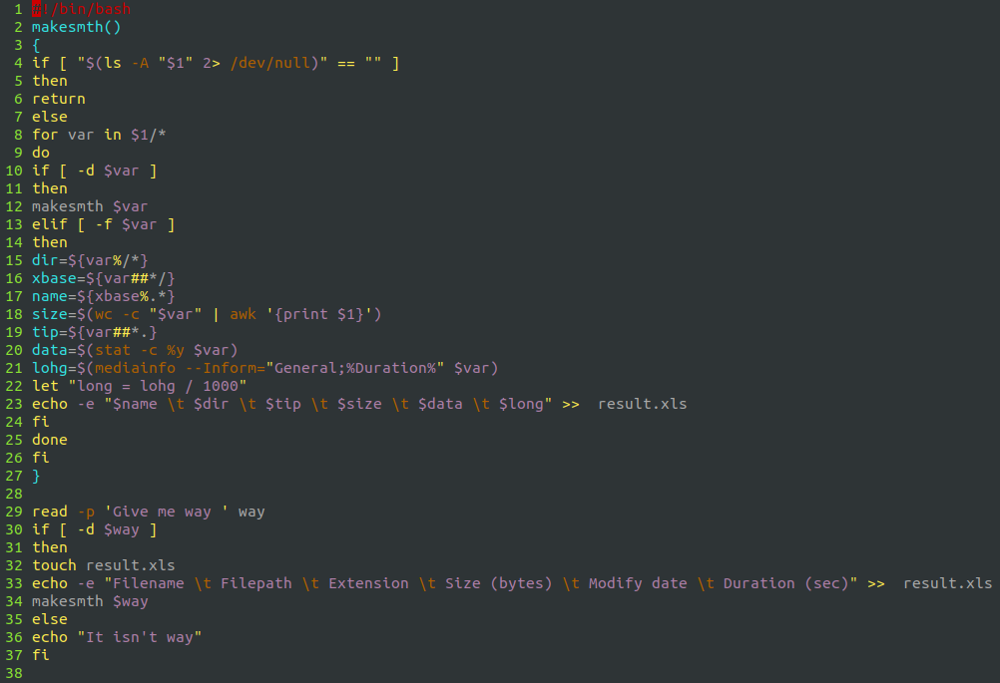 1 #!/bin/bash
2 makesmth()
3 {
4 if [ "$(ls -A "$1" 2> /dev/null)" == "" ]
5 then
6 return
7 else
8 for var in $1/*
9 do
10 if [ -d $var ]
11 then
12 makesmth $var
13 elif [ -f $var ]
14 then
15 dir=${var%/*}
16 xbase=${var##*/}
17 name=${xbase%.*}
18 size=$(wc -c "$var" | awk '{print $1}')
19 tip=${var##*.}
20 data=$(stat -c %y $var)
21 lohg=$(mediainfo --Inform="General;%Duration%" $var)
22 let "long = lohg / 1000"
23 echo -e "$name \t $dir \t $tip \t $size \t $data \t $long" >>  result.xls
24 fi
25 done
26 fi
27 }
28
29 read -p 'Give me way ' way
30 if [ -d $way ]
31 then
32 touch result.xls
33 echo -e "Filename \t Filepath \t Extension \t Size (bytes) \t Modify date \t Duration (sec)" >>  result.xls
34 makesmth $way
35 else
36 echo "It isn't way"
37 fi
38